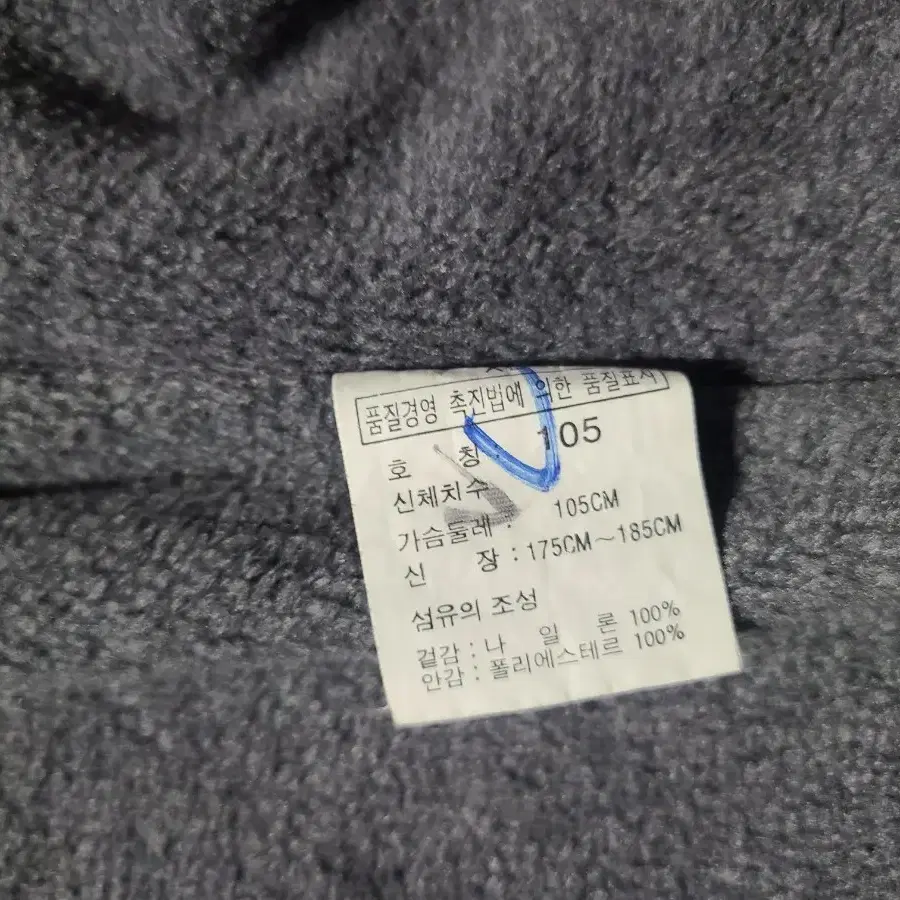 품질경영 촉진법에 의한 품질표시
호 칭 : 105
신체치수
가슴둘레 : 105CM
신 장 : 175CM~185CM
섬유의 조성
겉감 : 나 일 론 100%
안감 : 폴리에스테르 100%